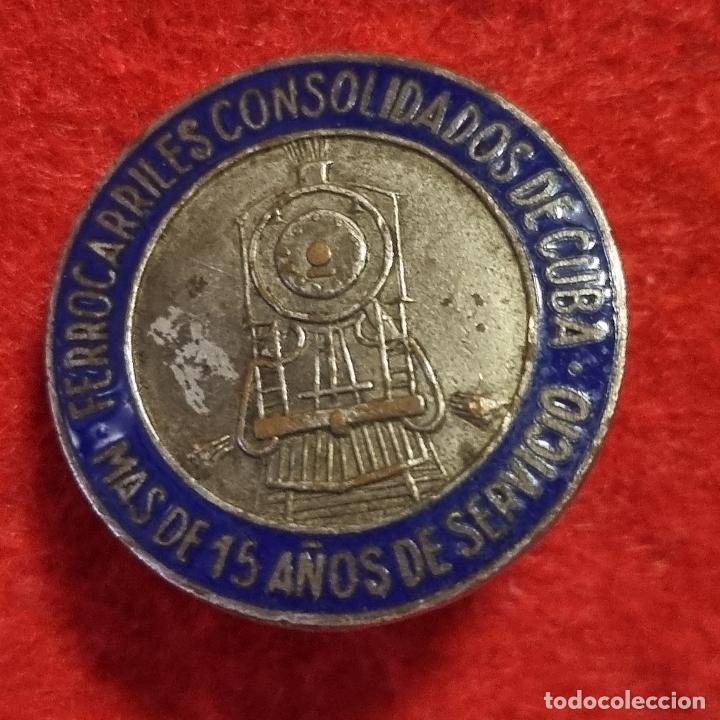 FERROCARRILES CONSOLIDADOS DE CUBA ·
MAS DE 15 AÑOS DE SERVICIO
todocoleccion